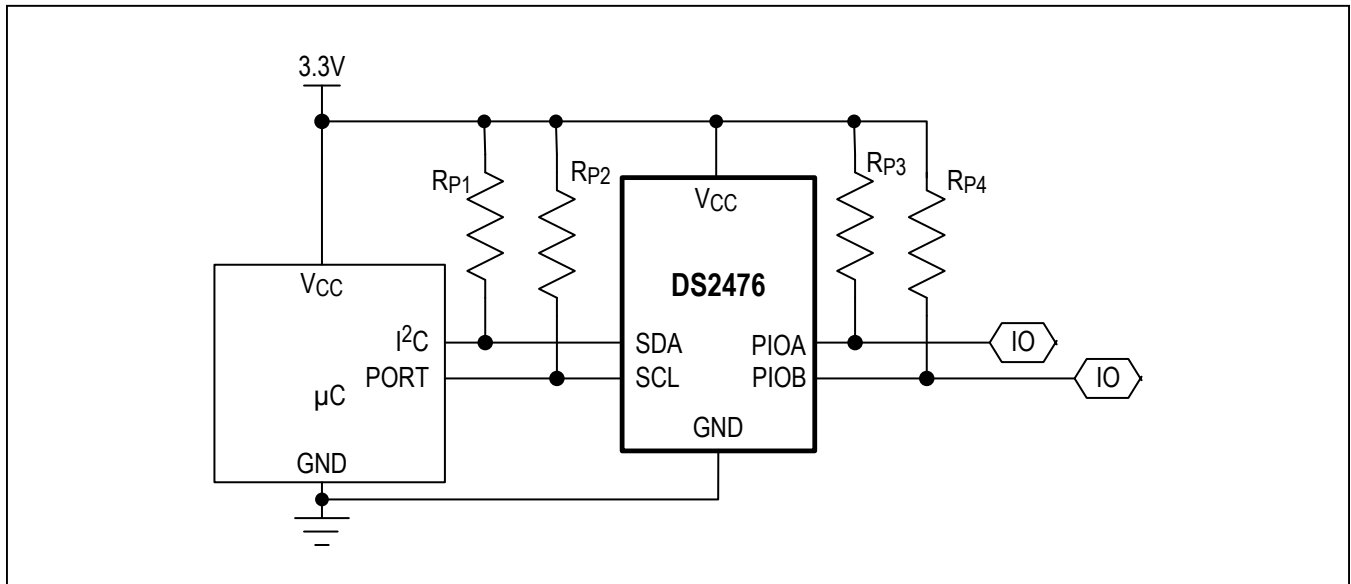 3.3V
RP1
RP2
RP3
RP4
VCC
DS2476
SDA
SCL
PIOA
PIOB
GND
IO
IO
VCC
I²C
PORT
µC
GND